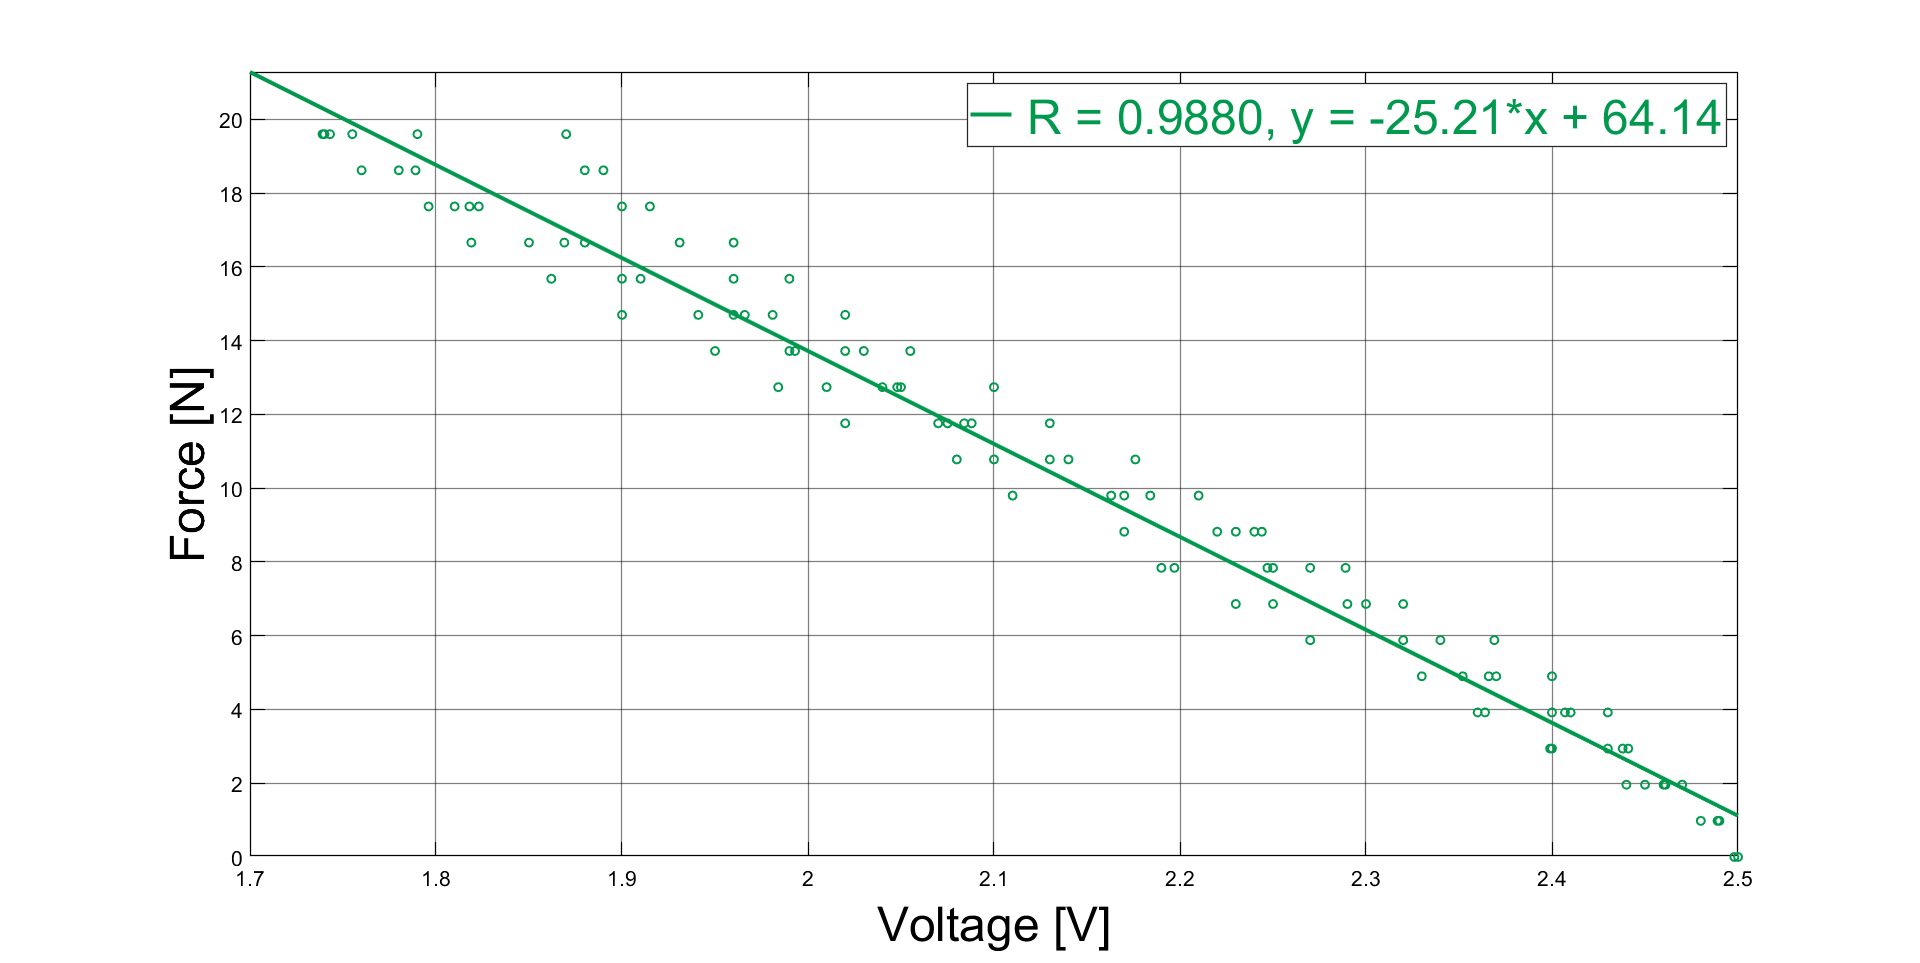 R = 0.9880, y = -25.21*x + 64.14
20
18
16
14
12
10
8
6
4
2
0
Force [N]
1.7 1.8 1.9 2 2.1 2.2 2.3 2.4 2.5
Voltage [V]